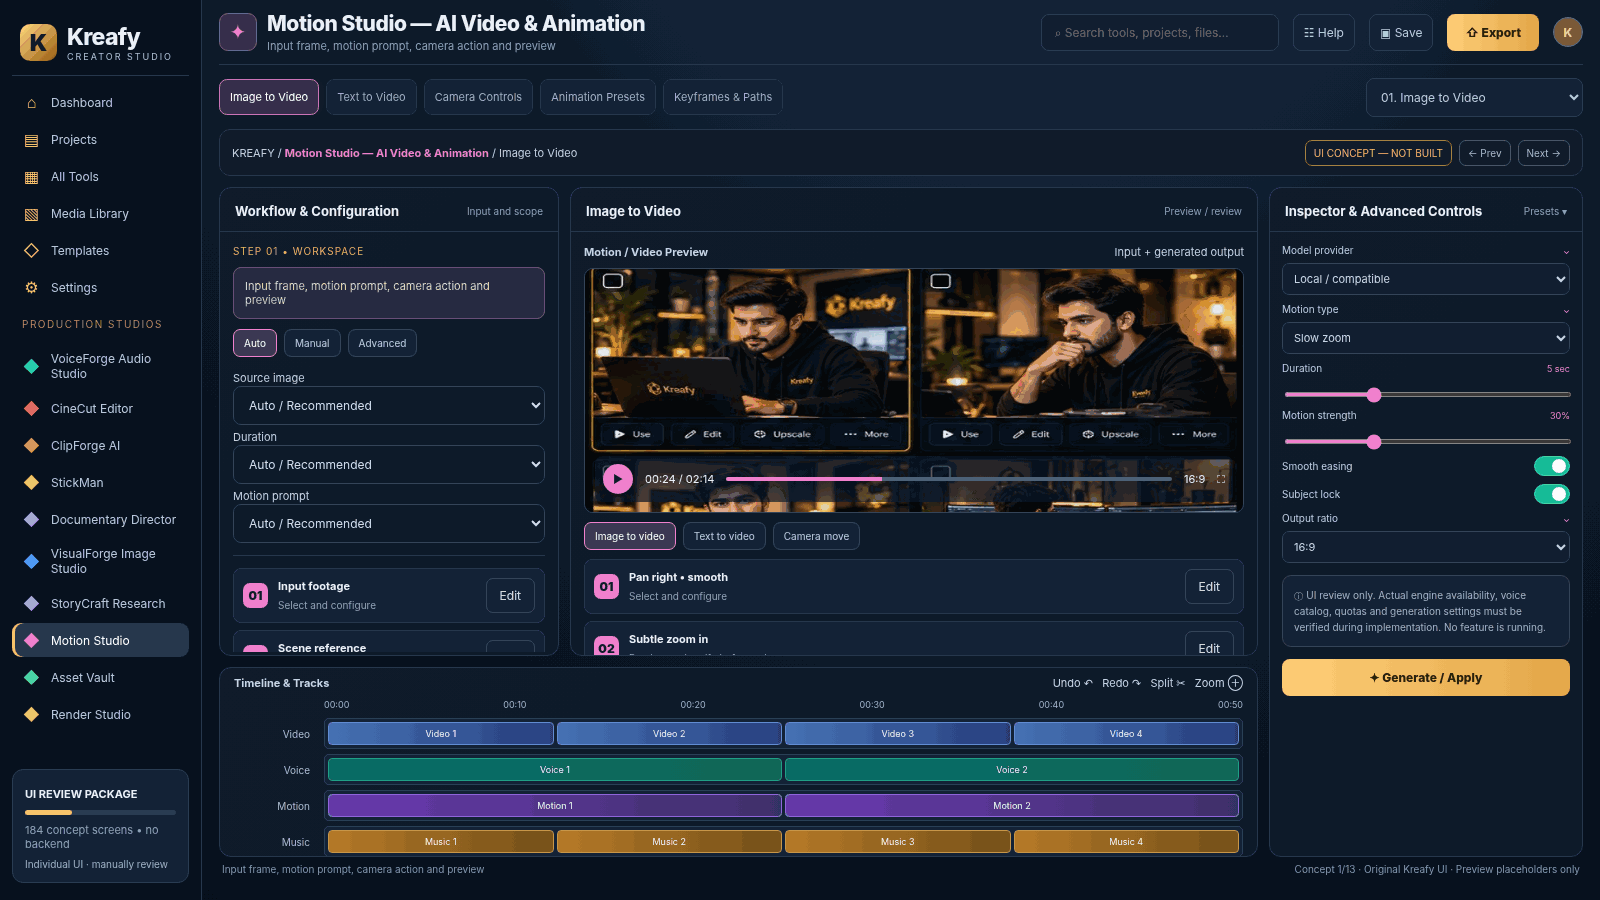 K
Kreafy
CREATOR STUDIO
Dashboard
Projects
All Tools
Media Library
Templates
Settings
PRODUCTION STUDIOS
VoiceForge Audio
Studio
CineCut Editor
ClipForge AI
StickMan
Documentary Director
VisualForge Image
Studio
StoryCraft Research
Motion Studio
Asset Vault
Render Studio
UI REVIEW PACKAGE
184 concept screens • no
backend
Individual UI · manually review
Motion Studio — AI Video & Animation
Input frame, motion prompt, camera action and preview
Search tools, projects, files...
Help
Save
Export
K
Image to Video
Text to Video
Camera Controls
Animation Presets
Keyframes & Paths
01. Image to Video
KREAFY / Motion Studio — AI Video & Animation / Image to Video
UI CONCEPT — NOT BUILT
← Prev
Next →
Workflow & Configuration
Input and scope
STEP 01 • WORKSPACE
Input frame, motion prompt, camera action and
preview
Auto
Manual
Advanced
Source image
Auto / Recommended
Duration
Auto / Recommended
Motion prompt
Auto / Recommended
01
Input footage
Select and configure
Edit
Scene reference
Image to Video
Preview / review
Motion / Video Preview
Input + generated output
Kreafy
Kreafy
Kreafy
Use
Edit
Upscale
More
Use
Edit
Upscale
More
00:24 / 02:14
16:9
Image to video
Text to video
Camera move
01
Pan right • smooth
Select and configure
Edit
02
Subtle zoom in
Edit
Inspector & Advanced Controls
Presets ▾
Model provider
Local / compatible
Motion type
Slow zoom
Duration
5 sec
Motion strength
30%
Smooth easing
Subject lock
Output ratio
16:9
ⓘ UI review only. Actual engine availability, voice
catalog, quotas and generation settings must be
verified during implementation. No feature is running.
✦ Generate / Apply
Timeline & Tracks
Undo ↶
Redo ↷
Split ✂
Zoom
00:00
00:10
00:20
00:30
00:40
00:50
Video
Video 1
Video 2
Video 3
Video 4
Voice
Voice 1
Voice 2
Motion
Motion 1
Motion 2
Music
Music 1
Music 2
Music 3
Music 4
Input frame, motion prompt, camera action and preview
Concept 1/13 · Original Kreafy UI · Preview placeholders only